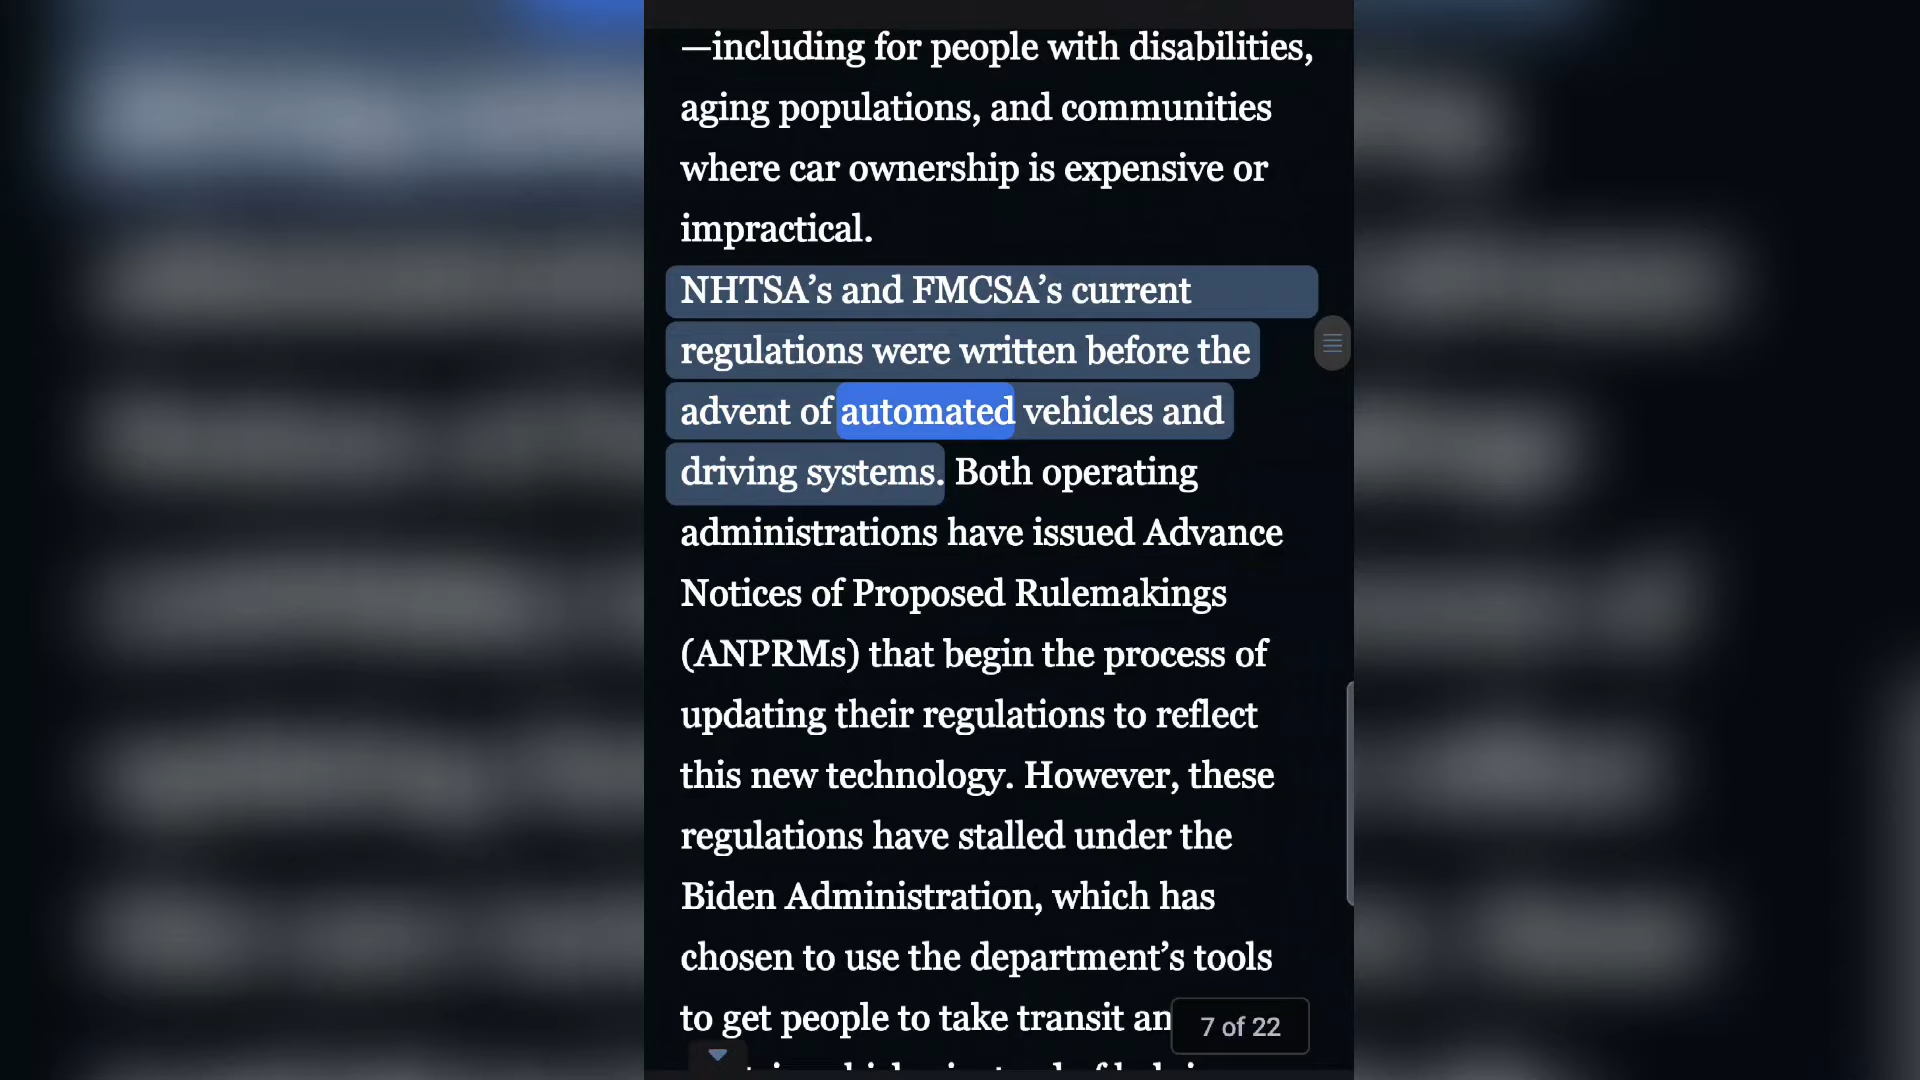 —including for people with disabilities,
aging populations, and communities
where car ownership is expensive or
impractical.
NHTSA’s and FMCSA’s current
regulations were written before the
advent of automated vehicles and
driving systems. Both operating
administrations have issued Advance
Notices of Proposed Rulemakings
(ANPRMs) that begin the process of
updating their regulations to reflect
this new technology. However, these
regulations have stalled under the
Biden Administration, which has
chosen to use the department’s tools
to get people to take transit an
7 of 22